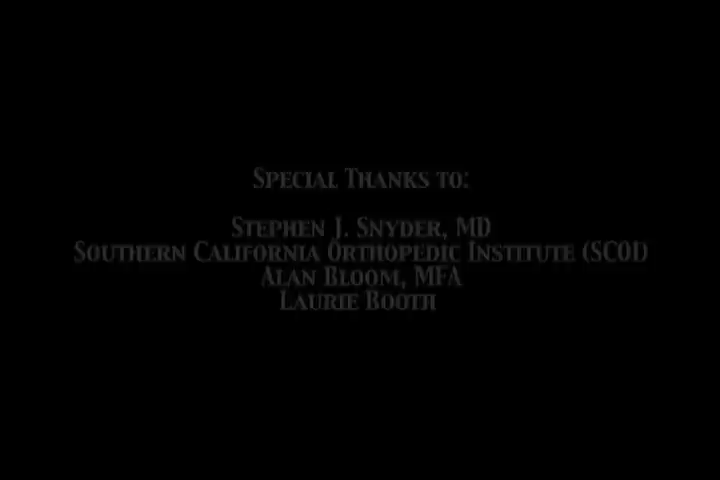 Special Thanks to:
Stephen J. Snyder, MD
Southern California Orthopedic Institute (SCOI)
Alan Bloom, MFA
Laurie Booth